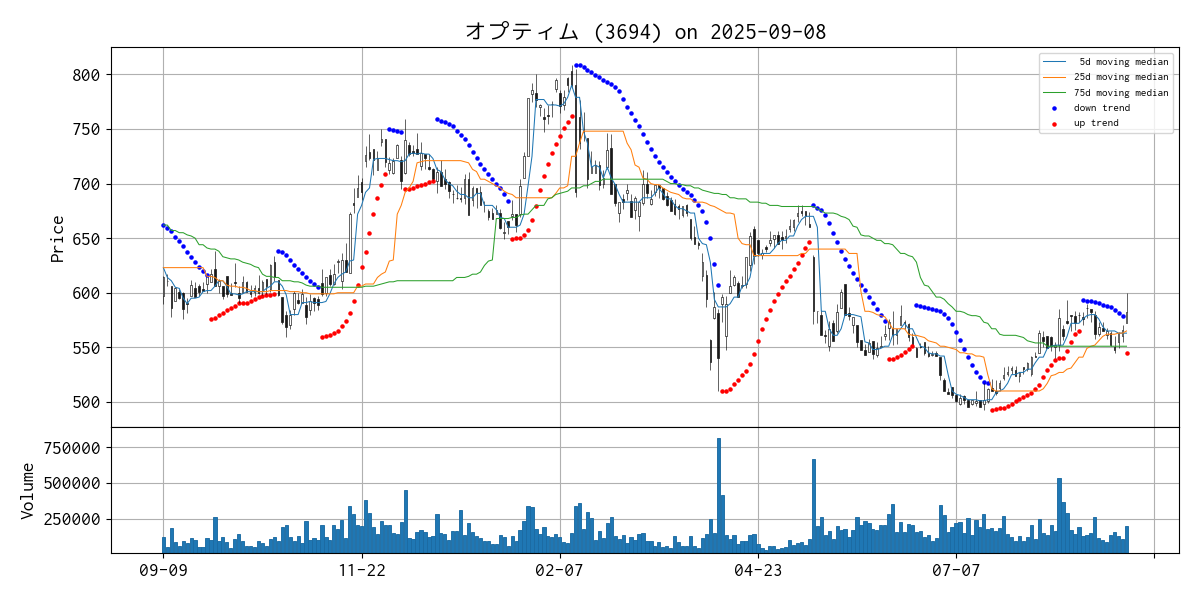 オプティム (3694) on 2025-09-08
5d moving median
25d moving median
75d moving median
down trend
up trend
Price
800
750
700
650
600
550
500
Volume
750000
500000
250000
09-09
11-22
02-07
04-23
07-07